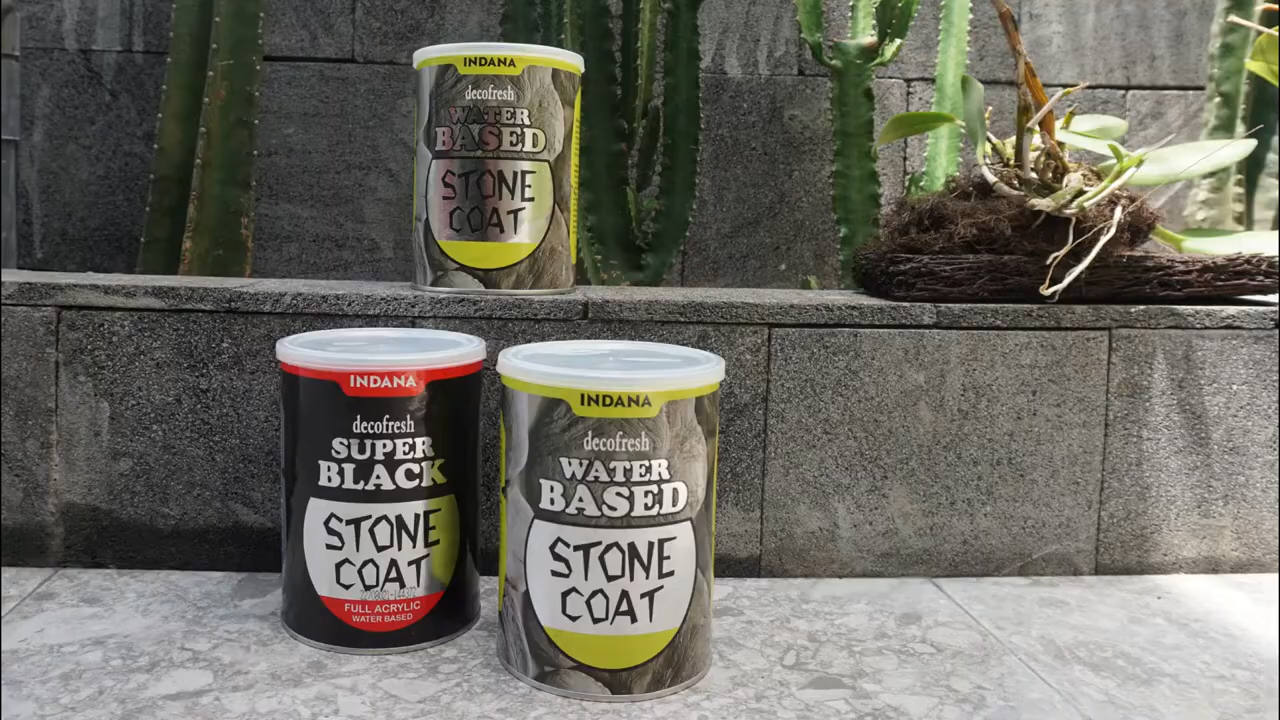 INDANA
decofresh
WATER
BASED
STONE
COAT
INDANA
decofresh
SUPER
BLACK
STONE
COAT
FULL ACRYLIC
WATER BASED
INDANA
decofresh
WATER
BASED
STONE
COAT